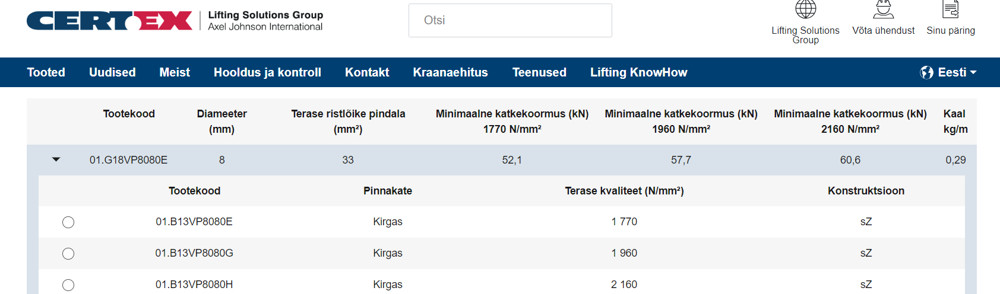 CERTEX
Lifting Solutions Group
Axel Johnson International
Otsi
Lifting Solutions
Group
Võta ühendust
Sinu päring
Tooted Uudised Meist Hooldus ja kontroll Kontakt Kraanaehitus Teenused Lifting KnowHow Eesti
Tootekood Diameeter Terase ristlõike pindala Minimaalne katkekoormus (kN) Minimaalne katkekoormus (kN) Minimaalne katkekoormus (kN) Kaal
(mm) (mm²) 1770 N/mm² 1960 N/mm² 2160 N/mm² kg/m
01.G18VP8080E 8 33 52,1 57,7 60,6 0,29
Tootekood Pinnakate Terase kvaliteet (N/mm²) Konstruktsioon
01.B13VP8080E Kirgas 1 770 sZ
01.B13VP8080G Kirgas 1 960 sZ
01.B13VP8080H Kirgas 2 160 sZ